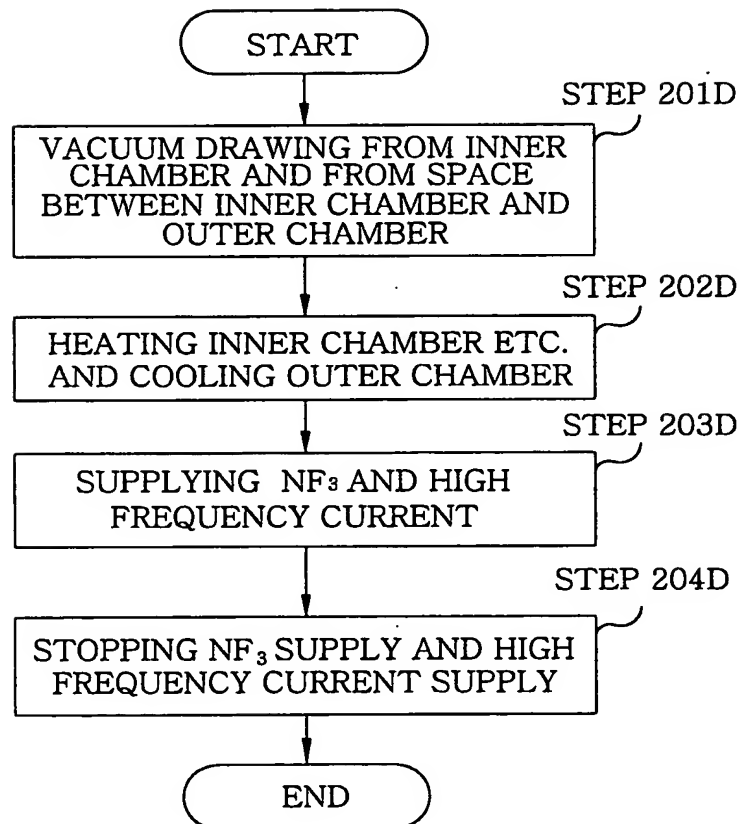 START
STEP 201D
VACUUM DRAWING FROM INNER
CHAMBER AND FROM SPACE
BETWEEN INNER CHAMBER AND
OUTER CHAMBER
STEP 202D
HEATING INNER CHAMBER ETC.
AND COOLING OUTER CHAMBER
STEP 203D
SUPPLYING NF₃ AND HIGH
FREQUENCY CURRENT
STEP 204D
STOPPING NF₃ SUPPLY AND HIGH
FREQUENCY CURRENT SUPPLY
END